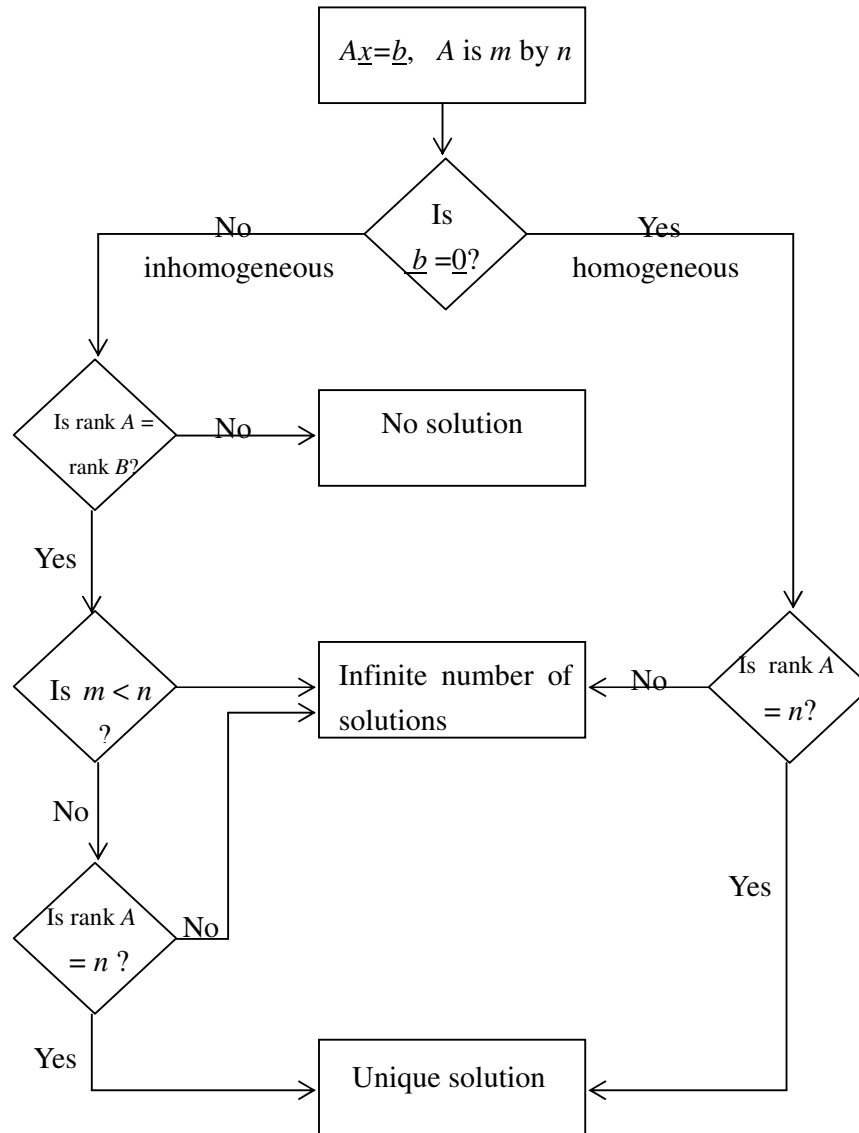 Ax=b, A is m by n
Is
b =0?
No
inhomogeneous
Yes
homogeneous
Is rank A =
rank B?
No
No solution
Yes
Is m < n
?
Infinite number of
solutions
No
Is rank A
= n?
No
Is rank A
= n ?
No
Yes
Yes
Unique solution